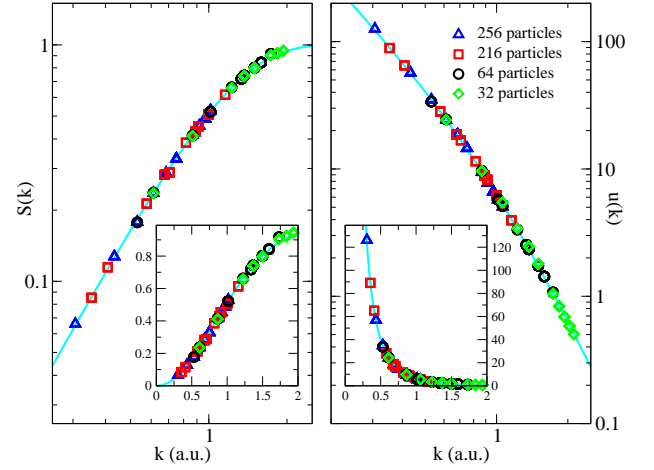 256 particles
216 particles
64 particles
32 particles
S(k)
1
0.1
0.8
0.6
0.4
0.2
0
0 0.5 1 1.5 2
1
k (a.u.)
u(k)
100
10
1
0.1
120
100
80
60
40
20
0
0 0.5 1 1.5 2
1
k (a.u.)